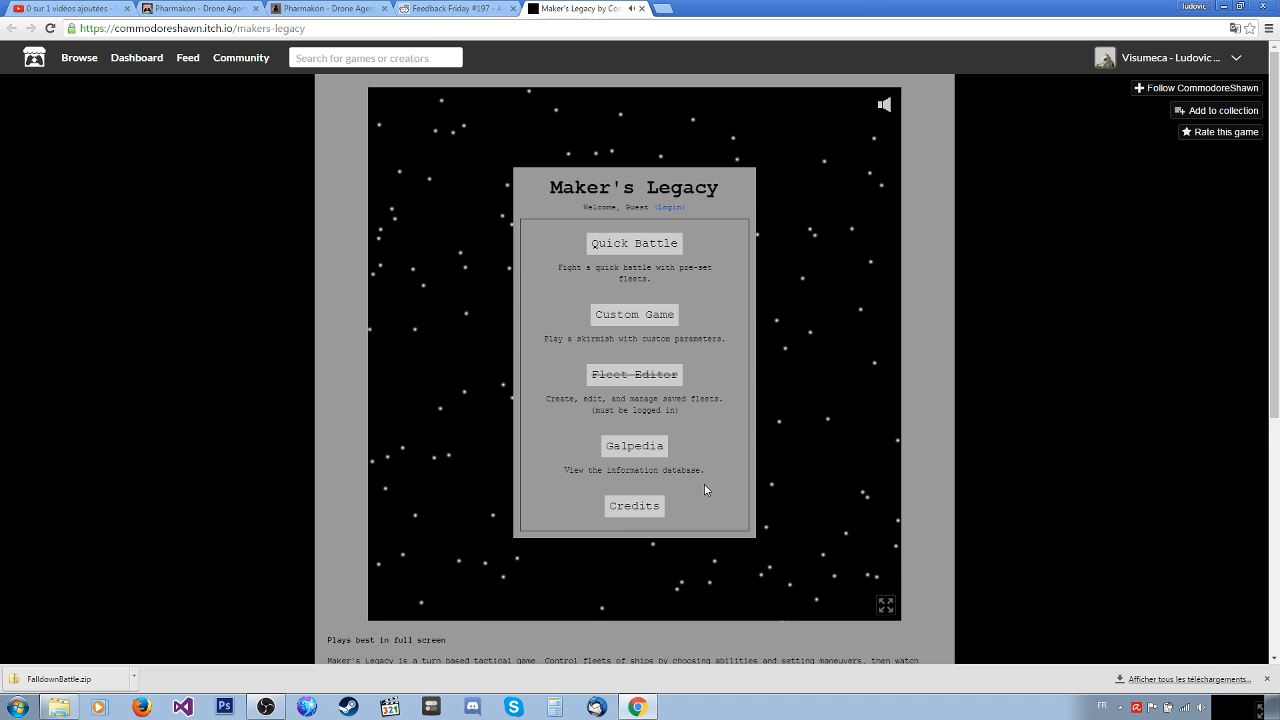 0 sur 1 vidéos ajoutées - V
Pharmakon - Drone Agen
Pharmakon - Drone Agen
Feedback Friday #197 - A
Maker's Legacy by Co
ludovic
https://commodoreshawn.itch.io/makers-legacy
Browse
Dashboard
Feed
Community
Search for games or creators
Visumeca - Ludovic ...
Follow CommodoreShawn
Add to collection
Rate this game
Maker's Legacy
Welcome, Guest (Login)
Quick Battle
Fight a quick battle with pre-set
fleets.
Custom Game
Play a skirmish with custom parameters.
Fleet Editor
Create, edit, and manage saved fleets.
(must be logged in)
Galpedia
View the information database.
Credits
Plays best in full screen
Maker's Legacy is a turn based tactical game. Control fleets of ships by choosing abilities and setting maneuvers, then watch
FalldownBattle.zip
Afficher tous les téléchargements...
Ps
321
FR